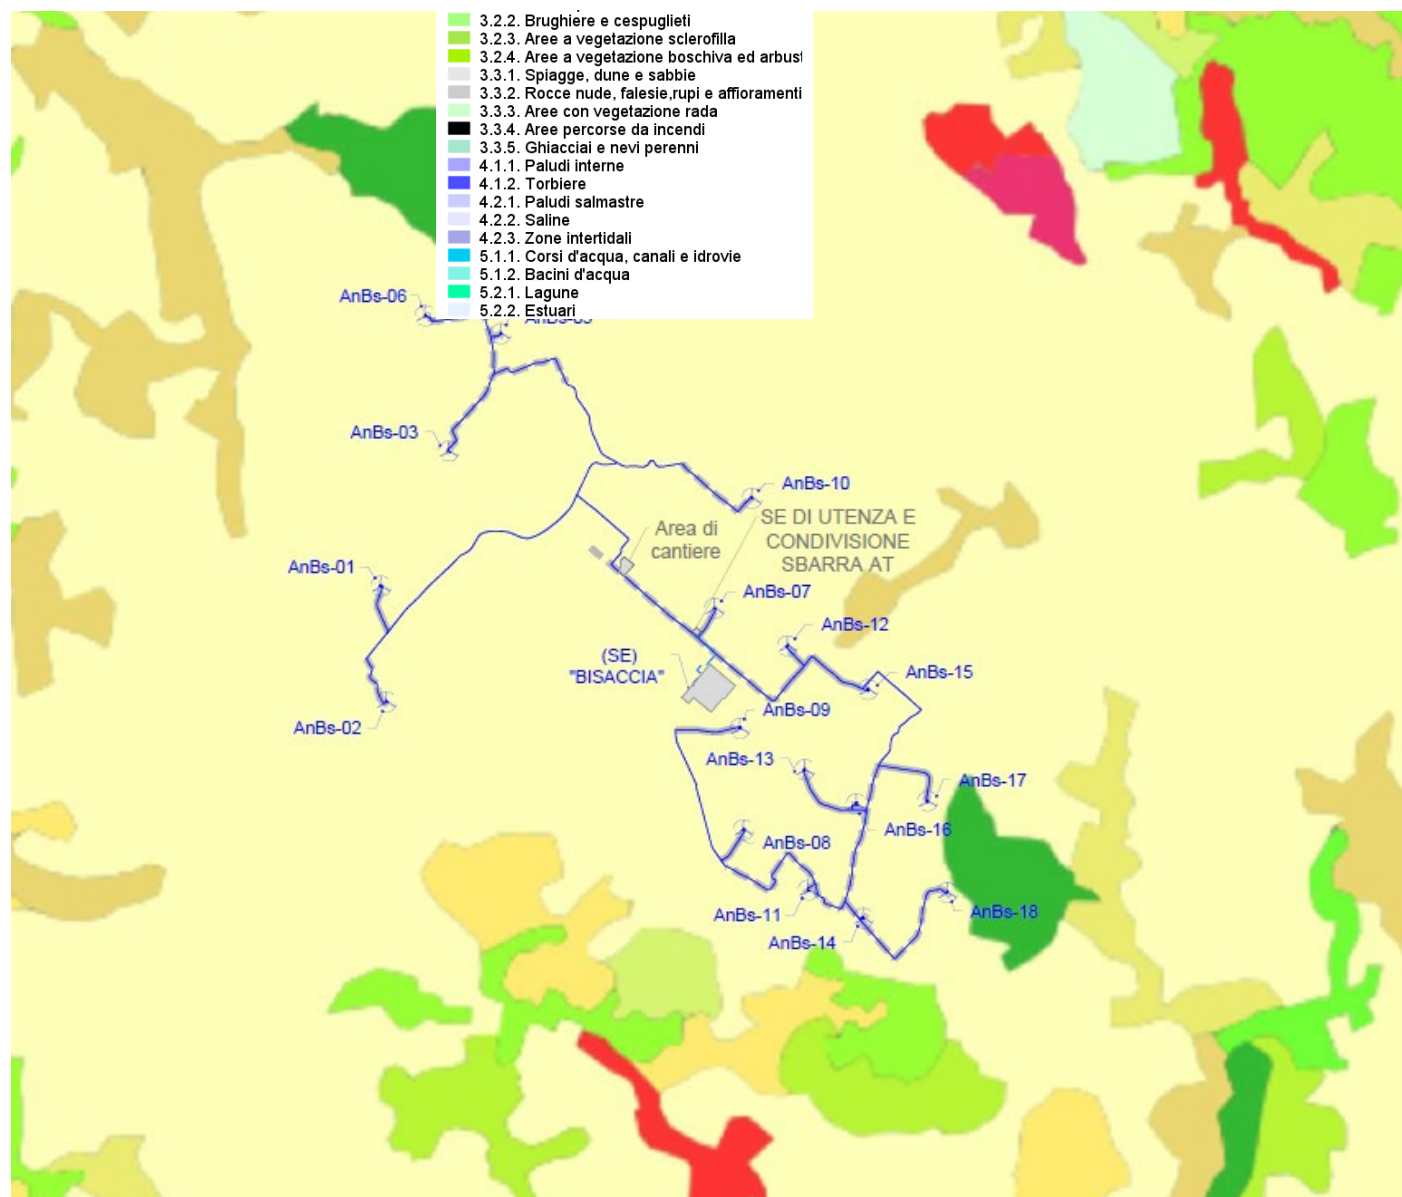 3.2.2. Brughiere e cespuglieti
3.2.3. Aree a vegetazione sclerofilla
3.2.4. Aree a vegetazione boschiva ed arbust
3.3.1. Spiagge, dune e sabbie
3.3.2. Rocce nude, falesie,rupi e affioramenti
3.3.3. Aree con vegetazione rada
3.3.4. Aree percorse da incendi
3.3.5. Ghiacciai e nevi perenni
4.1.1. Paludi interne
4.1.2. Torbiere
4.2.1. Paludi salmastre
4.2.2. Saline
4.2.3. Zone intertidali
5.1.1. Corsi d'acqua, canali e idrovie
5.1.2. Bacini d'acqua
5.2.1. Lagune
5.2.2. Estuari
AnBs-06
AnBs-03
AnBs-10
SE DI UTENZA E
CONDIVISIONE
SBARRA AT
Area di
cantiere
AnBs-01
AnBs-07
AnBs-12
(SE)
"BISACCIA"
AnBs-15
AnBs-02
AnBs-09
AnBs-13
AnBs-17
AnBs-16
AnBs-08
AnBs-11
AnBs-18
AnBs-14